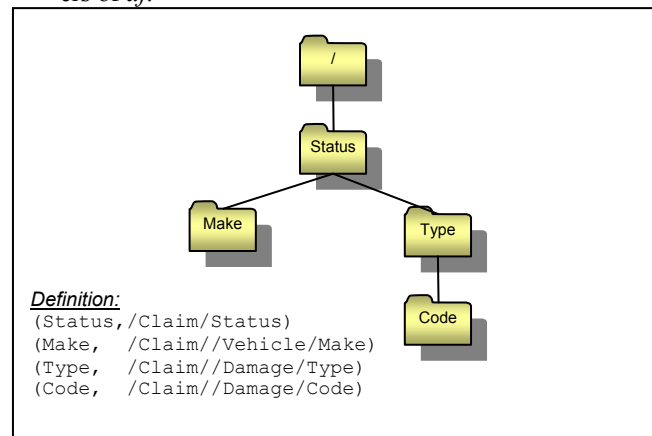 /
Status
Make
Type
Code
Definition:
(Status,/Claim/Status)
(Make, /Claim//Vehicle/Make)
(Type, /Claim//Damage/Type)
(Code, /Claim//Damage/Code)